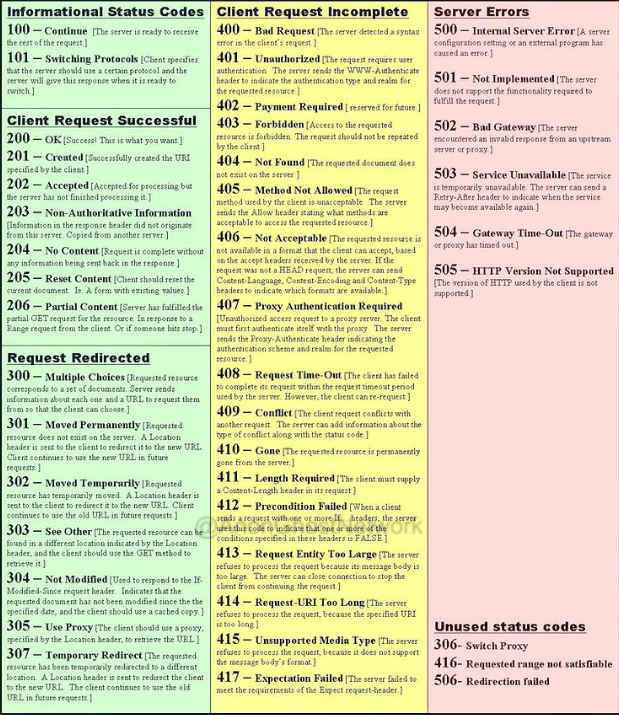 Informational Status Codes
100 – Continue [The server is ready to receive
the rest of the request.]
101 – Switching Protocols [Client specifies
that the server should use a certain protocol and the
server will give this response when it is ready to
switch.]
Client Request Successful
200 – OK [Success! This is what you want.]
201 – Created [Successfully created the URI
specified by the client.]
202 – Accepted [Accepted for processing but
the server has not finished processing it.]
203 – Non-Authoritative Information
[Information in the response header did not originate
from this server. Copied from another server.]
204 – No Content [Request is complete without
any information being sent back in the response.]
205 – Reset Content [Client should reset the
current document. Ie. A form with existing values.]
206 – Partial Content [Server has fulfilled the
partial GET request for the resource. In response to a
Range request from the client. Or if someone hits stop.]
Request Redirected
300 – Multiple Choices [Requested resource
corresponds to a set of documents. Server sends
information about each one and a URL to request them
from so that the client can choose.]
301 – Moved Permanently [Requested
resource does not exist on the server. A Location
header is sent to the client to redirect it to the new URL.
Client continues to use the new URL in future
requests.]
302 – Moved Temporarily [Requested
resource has temporarily moved. A Location header is
sent to the client to redirect it to the new URL. Client
continues to use the old URL in future requests.]
303 – See Other [The requested resource can be
found in a different location indicated by the Location
header, and the client should use the GET method to
retrieve it.]
304 – Not Modified [Used to respond to the If-
Modified-Since request header. Indicates that the
requested document has not been modified since the the
specified date, and the client should use a cached copy.]
305 – Use Proxy [The client should use a proxy,
specified by the Location header, to retrieve the URL.]
307 – Temporary Redirect [The requested
resource has been temporarily redirected to a different
location. A Location header is sent to redirect the client
to the new URL. The client continues to use the old
URL in future requests.]
Client Request Incomplete
400 – Bad Request [The server detected a syntax
error in the client's request.]
401 – Unauthorized [The request requires user
authentication. The server sends the WWW-Authenticate
header to indicate the authentication type and realm for
the requested resource.]
402 – Payment Required [ reserved for future.]
403 – Forbidden [Access to the requested
resource is forbidden. The request should not be repeated
by the client.]
404 – Not Found [The requested document does
not exist on the server.]
405 – Method Not Allowed [The request
method used by the client is unacceptable. The server
sends the Allow header stating what methods are
acceptable to access the requested resource.]
406 – Not Acceptable [The requested resource is
not available in a format that the client can accept, based
on the accept headers received by the server. If the
request was not a HEAD request, the server can send
Content-Language, Content-Encoding and Content-Type
headers to indicate which formats are available.]
407 – Proxy Authentication Required
[Unauthorized access request to a proxy server. The client
must first authenticate itself with the proxy. The server
sends the Proxy-Authenticate header indicating the
authentication scheme and realm for the requested
resource.]
408 – Request Time-Out [The client has failed
to complete its request within the request timeout period
used by the server. However, the client can re-request.]
409 – Conflict [The client request conflicts with
another request. The server can add information about the
type of conflict along with the status code.]
410 – Gone [The requested resource is permanently
gone from the server.]
411 – Length Required [The client must supply
a Content-Length header in its request.]
412 – Precondition Failed [When a client
sends a request with one or more headers, the server
uses this code to indicate that one or more of the
conditions specified in these headers is FALSE.]
413 – Request Entity Too Large [The server
refuses to process the request because its message body is
too large. The server can close connection to stop the
client from continuing the request.]
414 – Request-URI Too Long [The server
refuses to process the request, because the specified URI
is too long.]
415 – Unsupported Media Type [The server
refuses to process the request, because it does not support
the message body's format.]
417 – Expectation Failed [The server failed to
meet the requirements of the Expect request-header.]
Server Errors
500 – Internal Server Error [A server
configuration setting or an external program has
caused an error.]
501 – Not Implemented [The server
does not support the functionality required to
fulfill the request.]
502 – Bad Gateway [The server
encountered an invalid response from an upstream
server or proxy.]
503 – Service Unavailable [The service
is temporarily unavailable. The server can send a
Retry-After header to indicate when the service
may become available again.]
504 – Gateway Time-Out [The gateway
or proxy has timed out.]
505 – HTTP Version Not Supported
[The version of HTTP used by the client is not
supported.]
Unused status codes
306- Switch Proxy
416- Requested range not satisfiable
506- Redirection failed